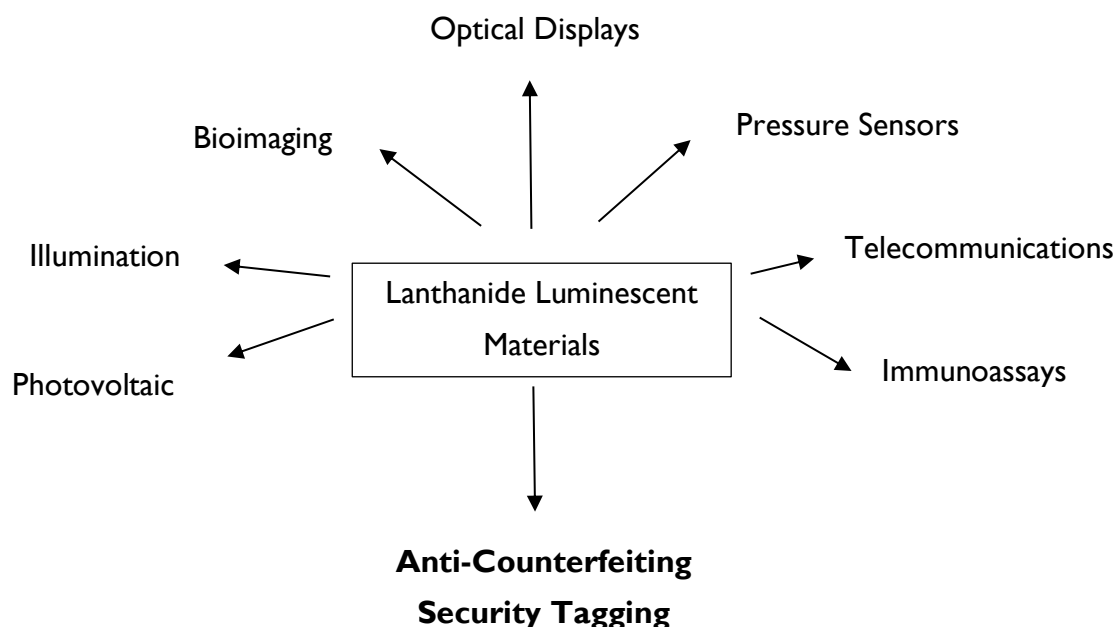 Optical Displays
Bioimaging
Pressure Sensors
Illumination
Telecommunications
Lanthanide Luminescent
Materials
Photovoltaic
Immunoassays
Anti-Counterfeiting
Security Tagging